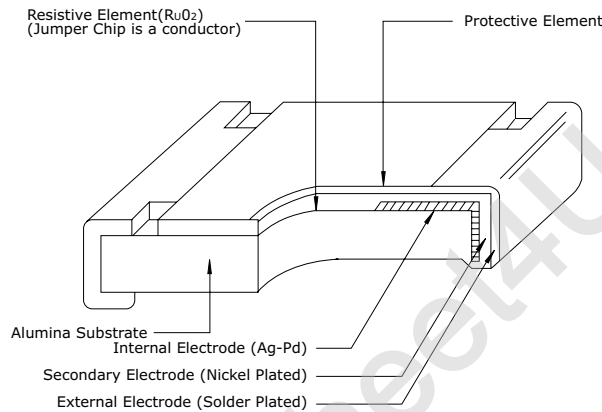 Resistive Element(RuO₂)
(Jumper Chip is a conductor)
Protective Element
Alumina Substrate
Internal Electrode (Ag-Pd)
Secondary Electrode (Nickel Plated)
External Electrode (Solder Plated)
heet4U